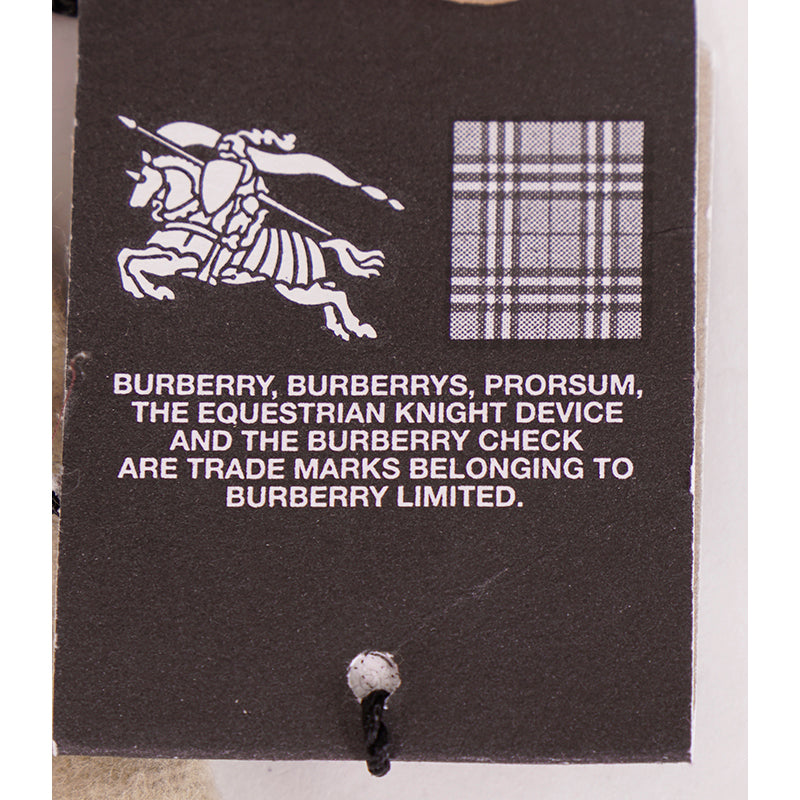 BURBERRY, BURBERRYS, PRORSUM,
THE EQUESTRIAN KNIGHT DEVICE
AND THE BURBERRY CHECK
ARE TRADE MARKS BELONGING TO
BURBERRY LIMITED.